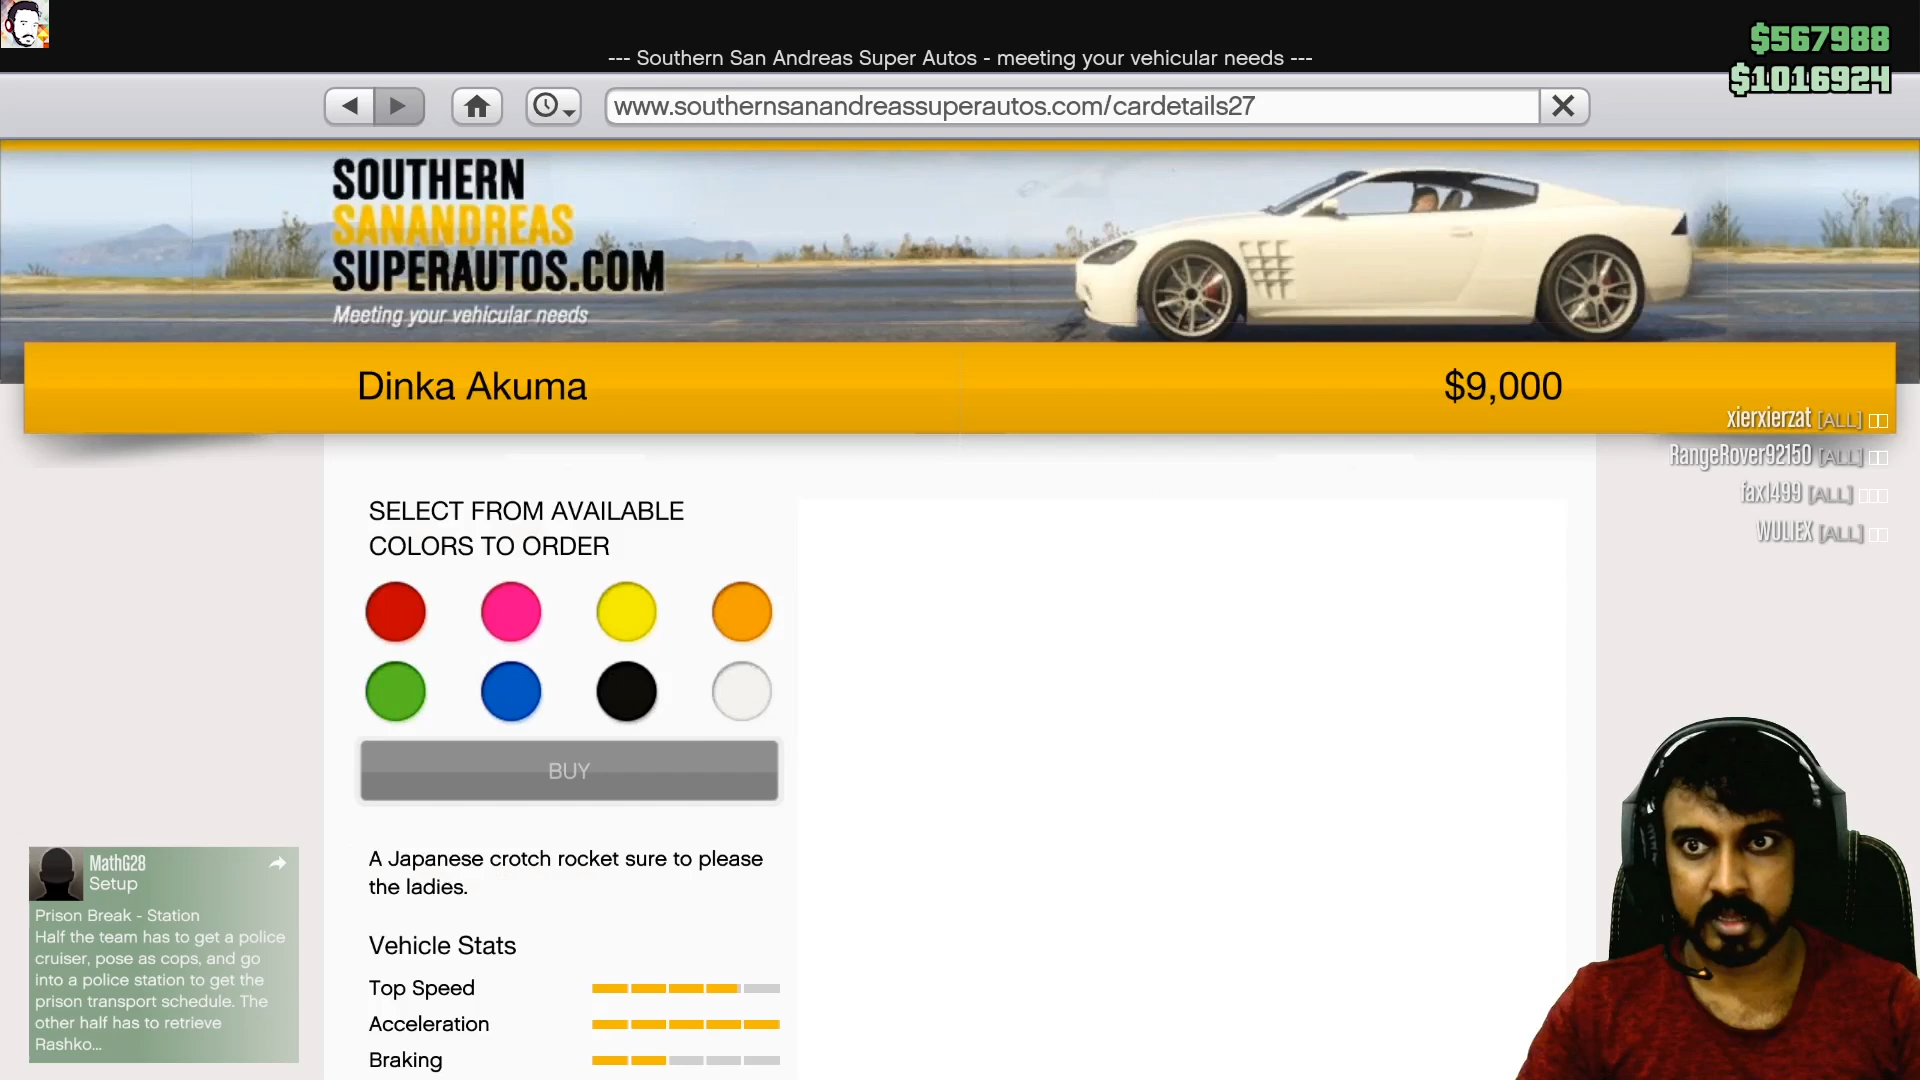 --- Southern San Andreas Super Autos - meeting your vehicular needs ---
$567988
$1016924
www.southernsanandreassuperautos.com/cardetails27
SOUTHERN
SANANDREAS
SUPERAUTOS.COM
Meeting your vehicular needs
Dinka Akuma
$9,000
xierxierzat [ALL]
RangeRover92150 [ALL]
fax1499 [ALL]
WULIEX [ALL]
SELECT FROM AVAILABLE
COLORS TO ORDER
BUY
A Japanese crotch rocket sure to please
the ladies.
Vehicle Stats
Top Speed
Acceleration
Braking
MathG28
Setup
Prison Break - Station
Half the team has to get a police
cruiser, pose as cops, and go
into a police station to get the
prison transport schedule. The
other half has to retrieve
Rashko...